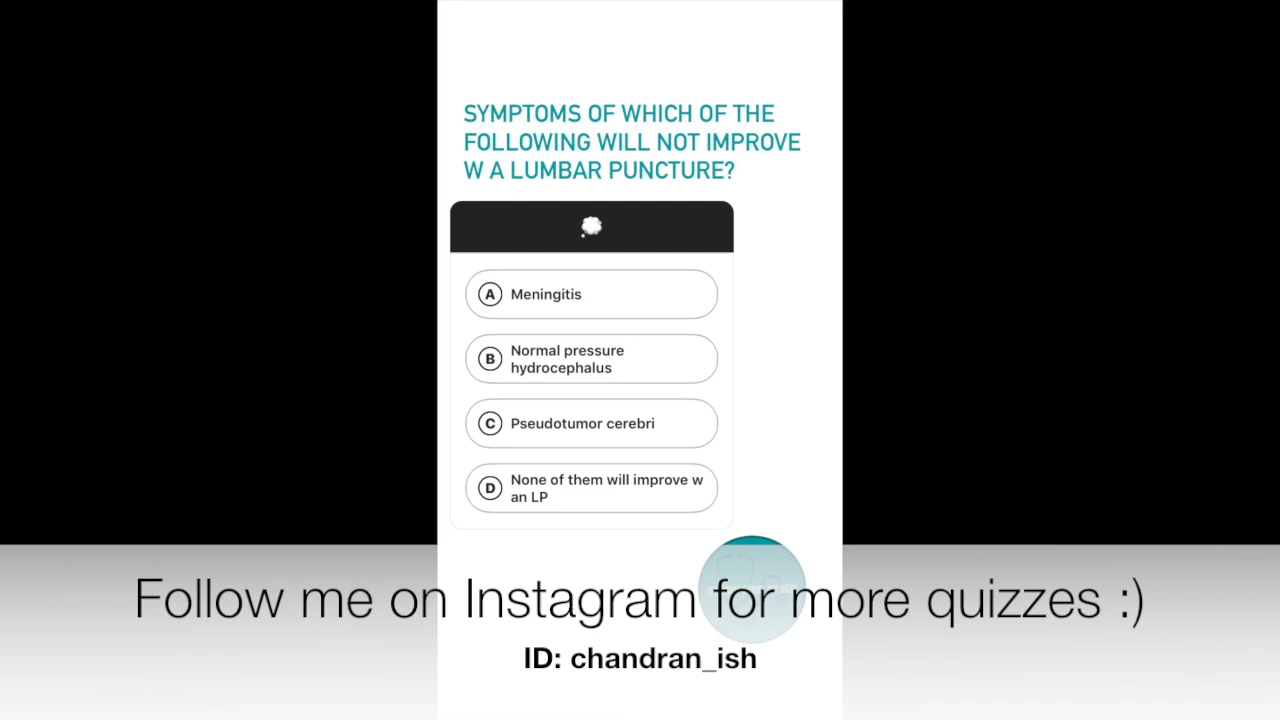 SYMPTOMS OF WHICH OF THE
FOLLOWING WILL NOT IMPROVE
W A LUMBAR PUNCTURE?
A Meningitis
B Normal pressure
hydrocephalus
C Pseudotumor cerebri
D None of them will improve w
an LP
Follow me on Instagram for more quizzes :)
ID: chandran_ish